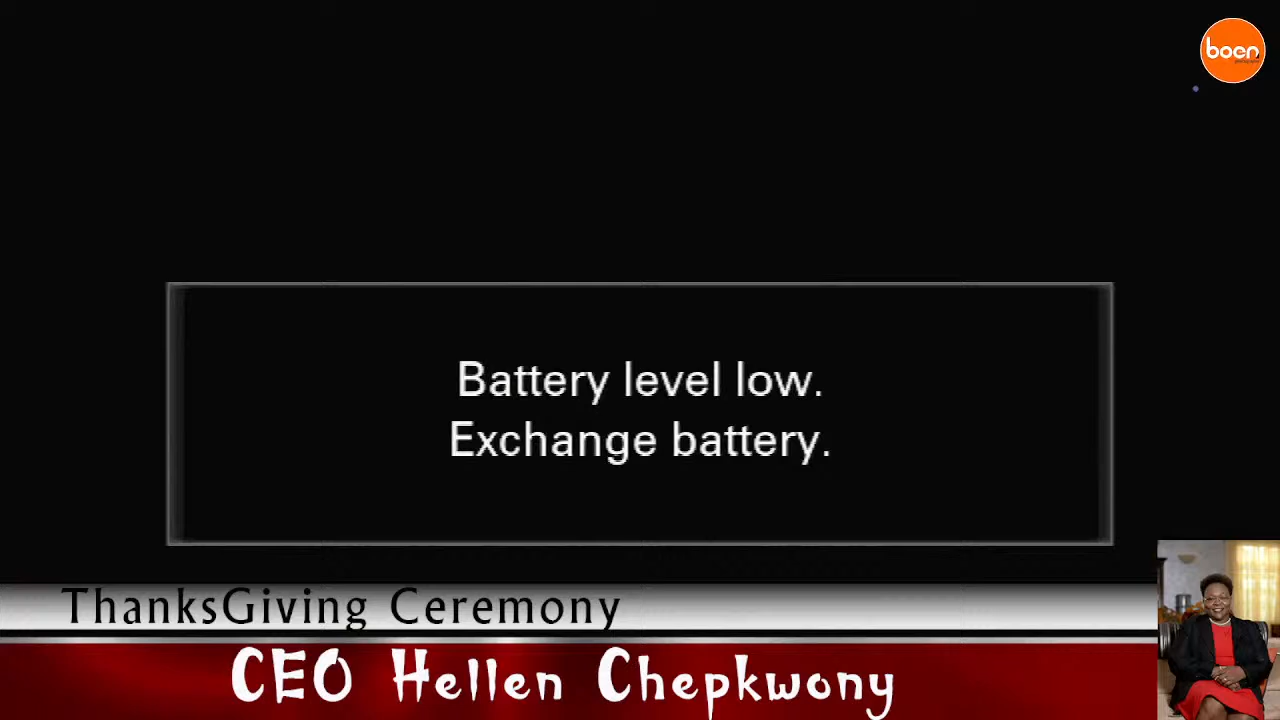 boen
Battery level low.
Exchange battery.
ThanksGiving Ceremony
CEO Hellen Chepkwony